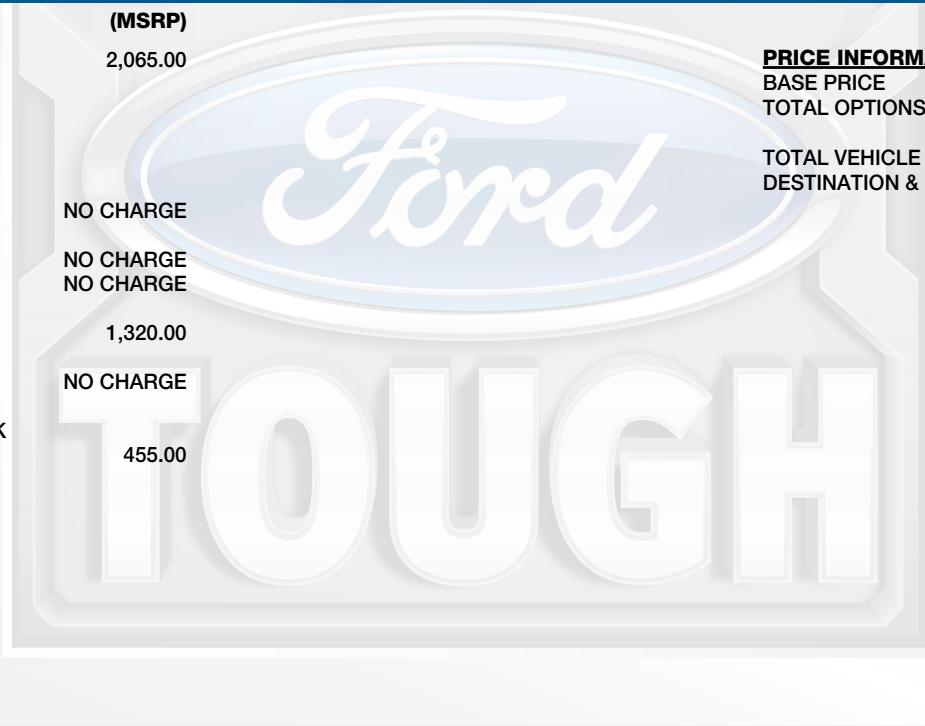 (MSRP)
2,065.00
NO CHARGE
NO CHARGE
NO CHARGE
1,320.00
NO CHARGE
K
455.00
PRICE INFORMA
BASE PRICE
TOTAL OPTIONS
TOTAL VEHICLE
DESTINATION &
Ford
TOUGH